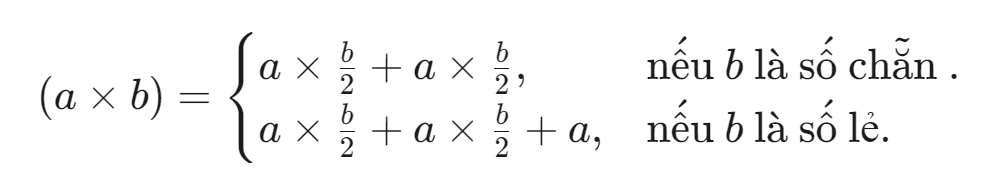 (a × b) = { a × b/2 + a × b/2, nếu b là số chẵn .
a × b/2 + a × b/2 + a, nếu b là số lẻ.